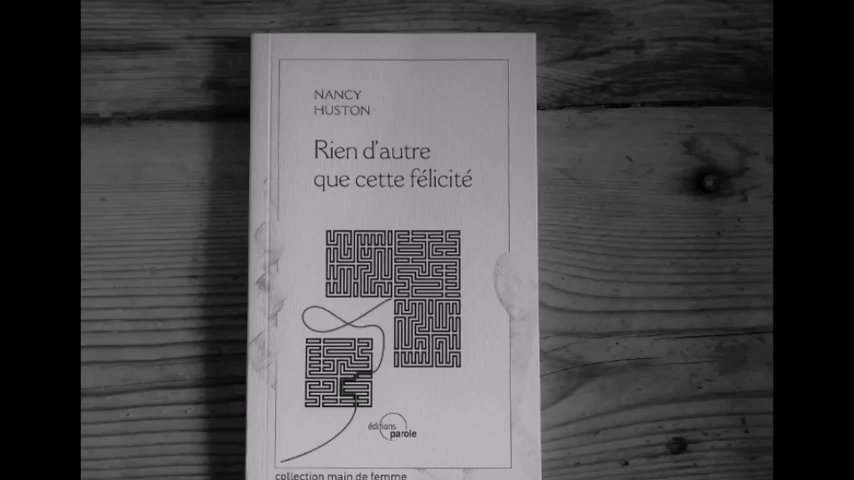 NANCY
HUSTON
Rien d'autre
que cette félicité
éditions
parole
collection main de femme